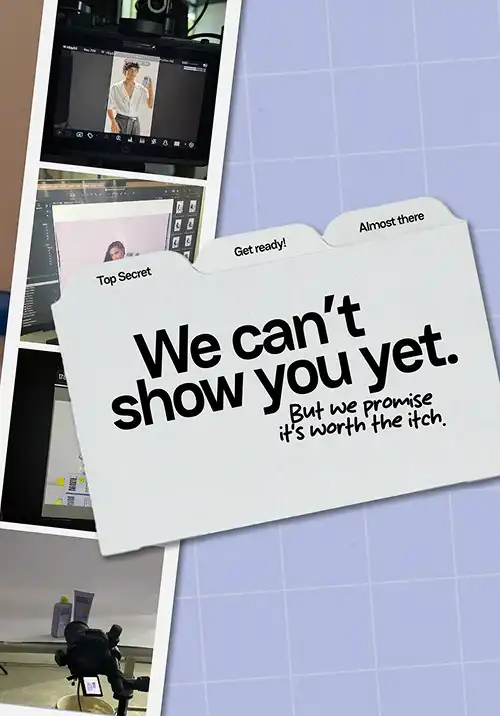 Top Secret
Get ready!
Almost there
We can't
show you yet.
But we promise
it's worth the itch.